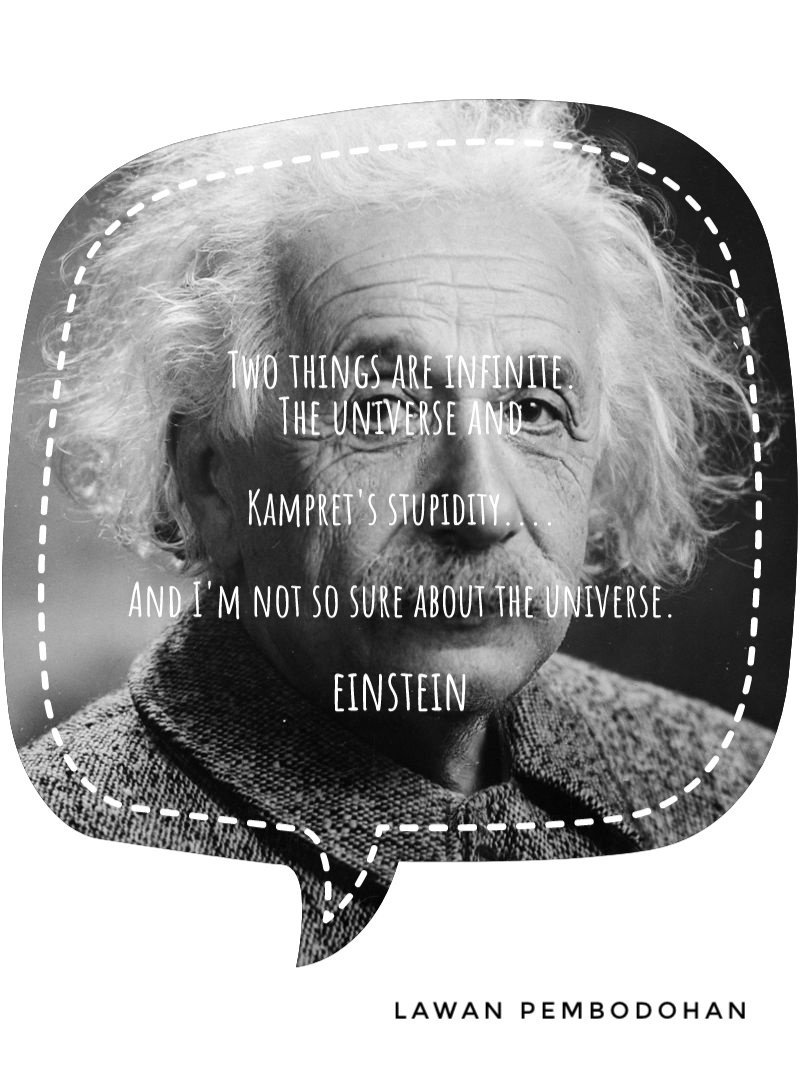 Two things are infinite.
The universe and
Kampret's stupidity....
And I'm not so sure about the universe.
EINSTEIN
LAWAN PEMBODOHAN